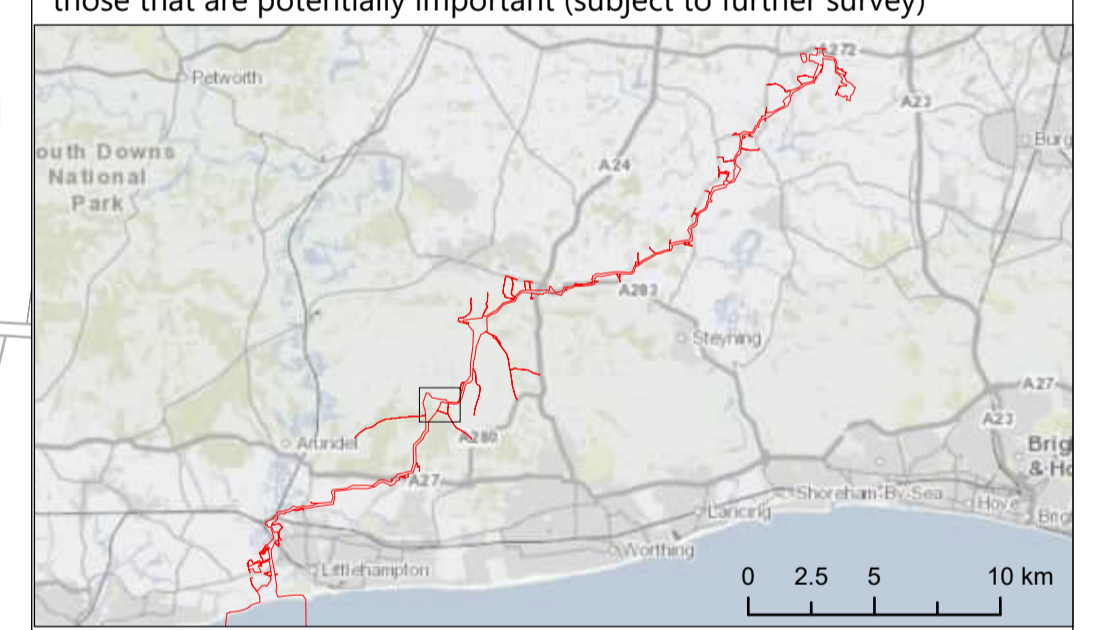 those that are potentially important (subject to further survey)
A272
Petworth
A23
Burg
outh Downs
National
Park
A24
A283
Steyning
A27
A23
Arundel
A280
Brig
& Ho
A27
Shoreham-By-Sea
Hove
Lancing
Brig
Worthing
Littlehampton
0 2.5 5 10 km